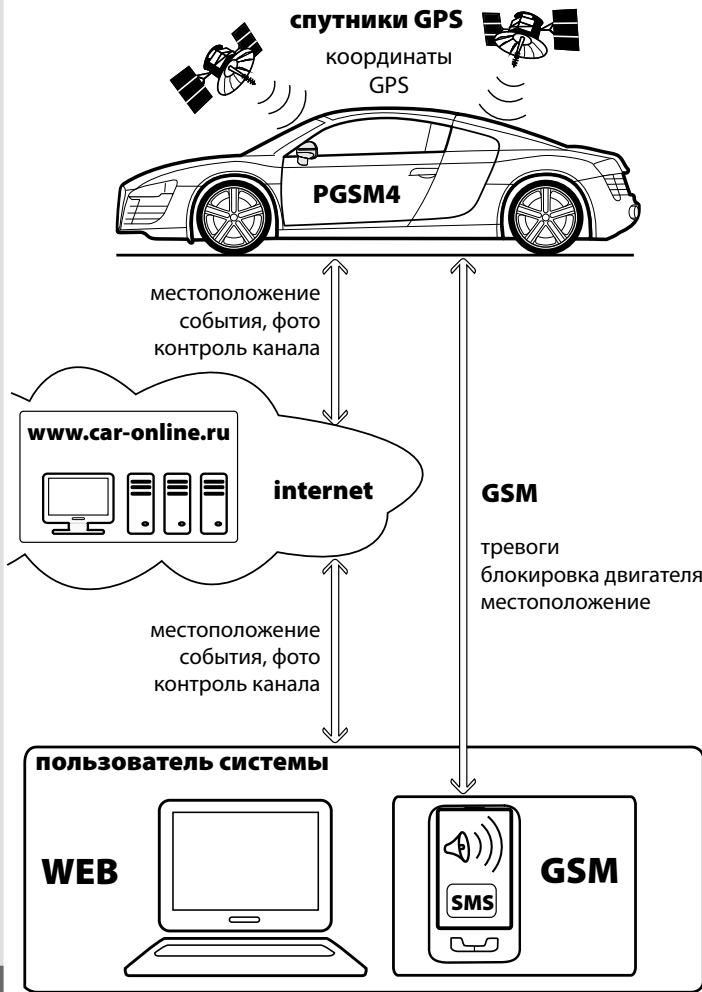 спутники GPS
координаты
GPS
PGSM4
местоположение
события, фото
контроль канала
www.car-online.ru
internet
GSM
тревоги
блокировка двигателя
местоположение
местоположение
события, фото
контроль канала
пользователь системы
WEB
SMS
GSM